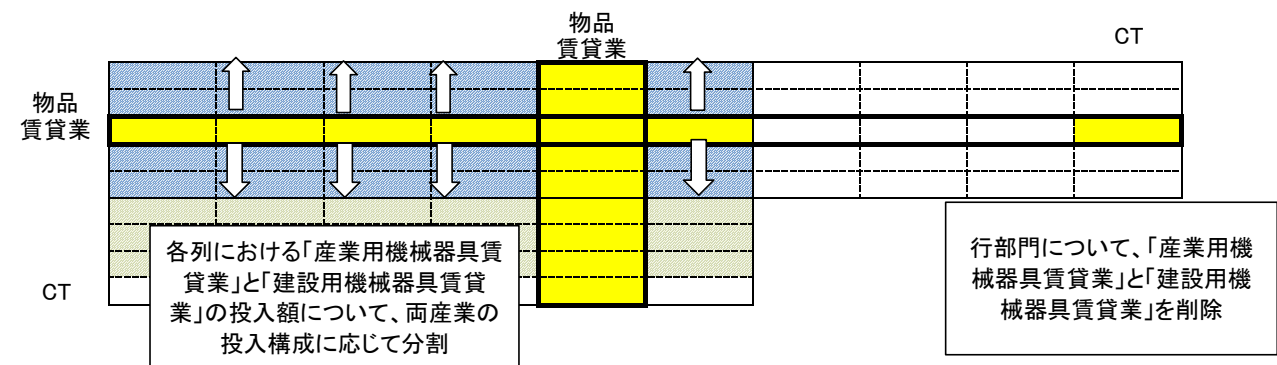 物品
賃貸業
CT
物品
賃貸業
各列における「産業用機械器具賃
貸業」と「建設用機械器具賃貸
業」の投入額について、両産業の
投入構成に応じて分割
行部門について、「産業用機
械器具賃貸業」と「建設用機
械器具賃貸業」を削除
CT